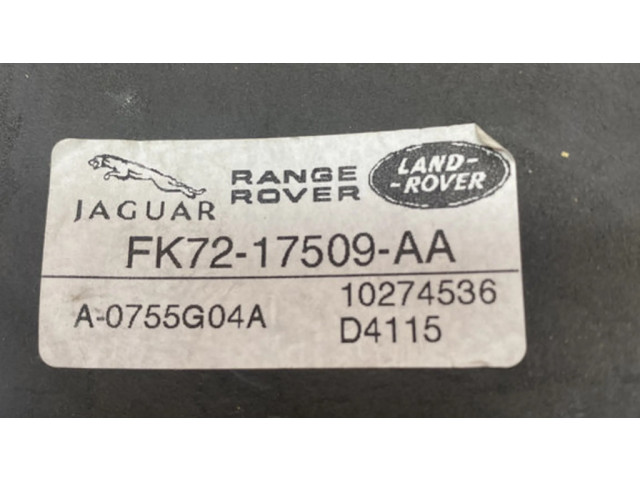 JAGUAR
RANGE
ROVER
LAND-
-ROVER
FK72-17509-AA
A-0755G04A
10274536
D4115